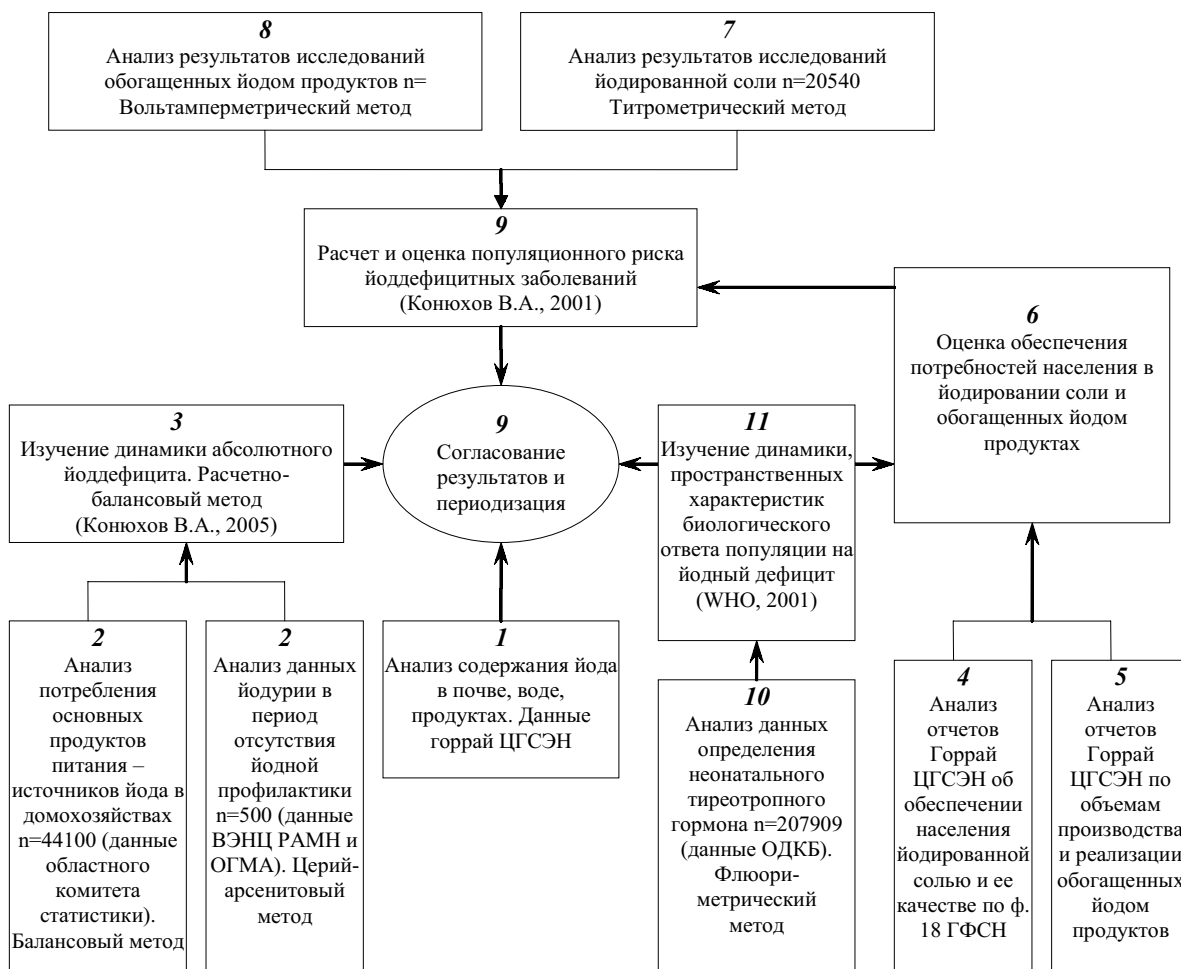 8
Анализ результатов исследований
обогащенных йодом продуктов n=
Вольтамперметрический метод
7
Анализ результатов исследований
йодированной соли n=20540
Титрометрический метод
9
Расчет и оценка популяционного риска
йоддефицитных заболеваний
(Конюхов В.А., 2001)
6
Оценка обеспечения
потребностей населения в
йодировании соли и
обогащенных йодом
продуктах
3
Изучение динамики абсолютного
йоддефицита. Расчетно-
балансовый метод
(Конюхов В.А., 2005)
9
Согласование
результатов и
периодизация
11
Изучение динамики,
пространственных
характеристик
биологического
ответа популяции на
йодный дефицит
(WHO, 2001)
2
Анализ
потребления
основных
продуктов
питания –
источников йода в
домохозяйствах
n=44100 (данные
областного
комитета
статистики).
Балансовый метод
2
Анализ данных
йодурии в
период
отсутствия
йодной
профилактики
n=500 (данные
ВЭНЦ РАМН и
ОГМА). Церий-
арсенитовый
метод
1
Анализ содержания йода
в почве, воде,
продуктах. Данные
горрай ЦГСЭН
10
Анализ данных
определения
неонатального
тиреотропного
гормона n=207909
(данные ОДКБ).
Флюори-
метрический
метод
4
Анализ
отчетов
Горрай
ЦГСЭН об
обеспечении
населения
йодированной
солью и ее
качестве по ф.
18 ГФСН
5
Анализ
отчетов
Горрай
ЦГСЭН по
объемам
производства
и реализации
обогащенных
йодом
продуктов